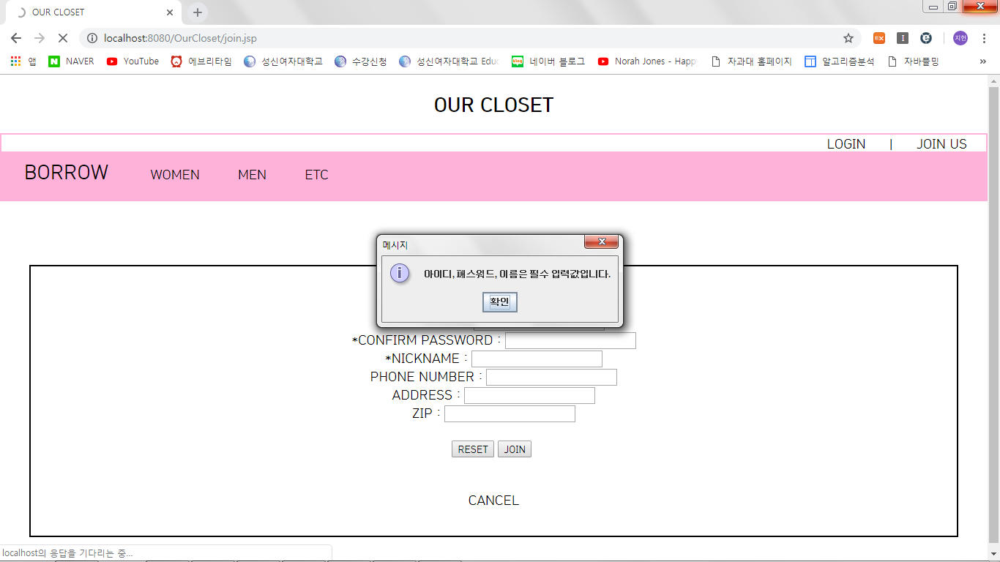 OUR CLOSET
localhost:8080/OurCloset/join.jsp
지헌
앱 NAVER YouTube 에브리타임 성신여자대학교 수강신청 성신여자대학교 Educ 네이버 블로그 Norah Jones - Happ 자과대 홈페이지 알고리즘분석 자바플밍 »
OUR CLOSET
LOGIN | JOIN US
BORROW WOMEN MEN ETC
메시지
아이디, 패스워드, 이름은 필수 입력값입니다.
확인
*CONFIRM PASSWORD :
*NICKNAME :
PHONE NUMBER :
ADDRESS :
ZIP :
RESET JOIN
CANCEL
localhost의 응답을 기다리는 중...